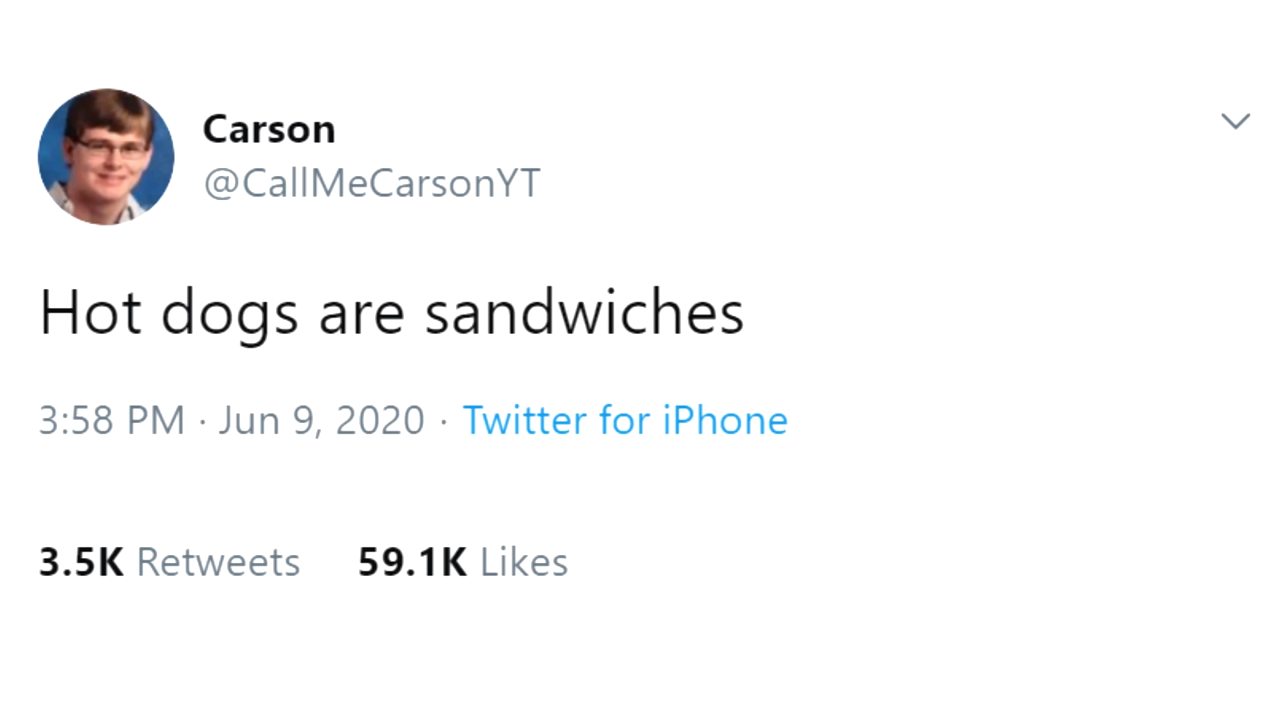 Carson
@CallMeCarsonYT
Hot dogs are sandwiches
3:58 PM · Jun 9, 2020 · Twitter for iPhone
3.5K Retweets 59.1K Likes